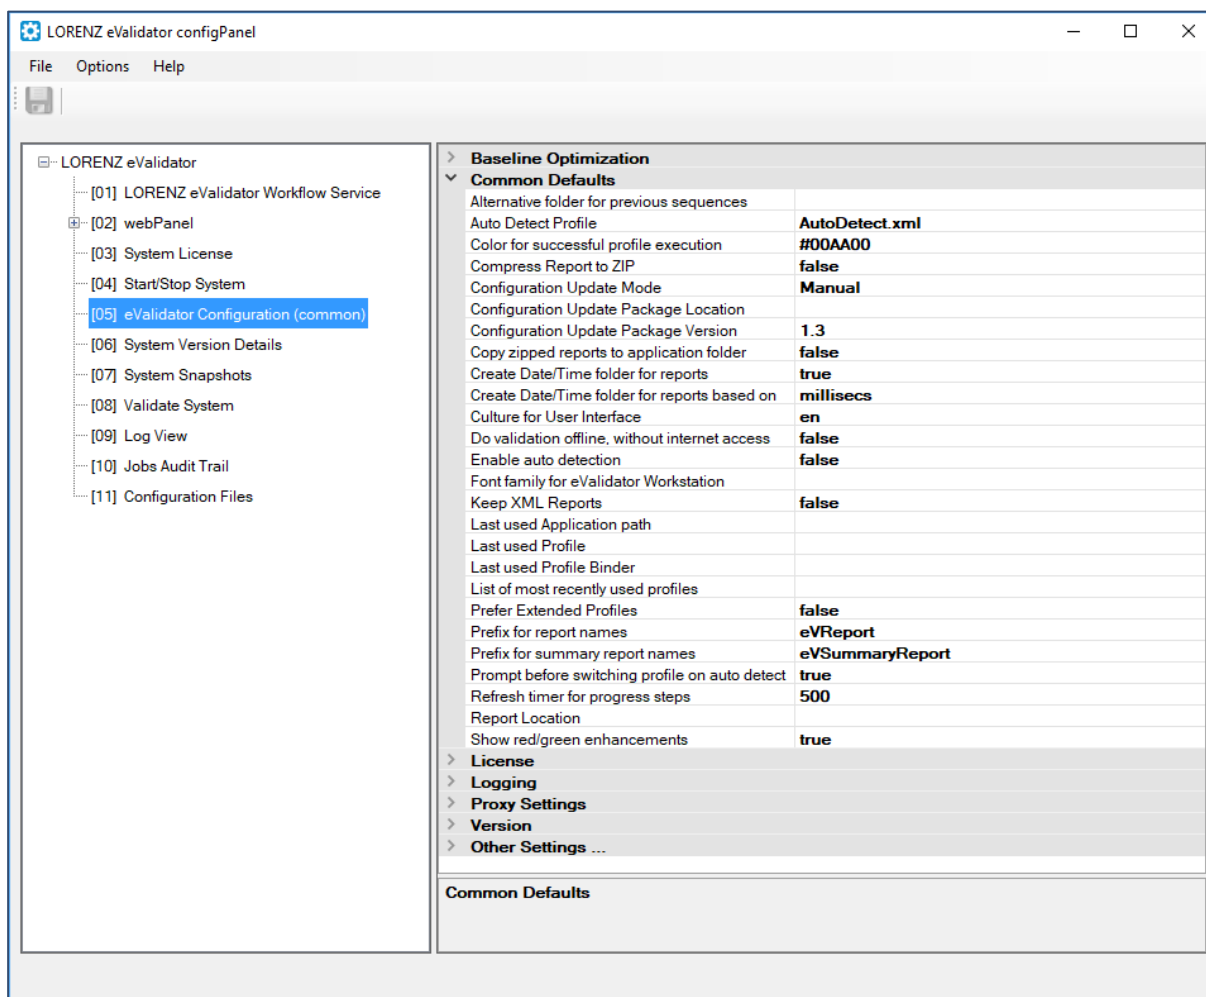 LORENZ eValidator configPanel
File Options Help
LORENZ eValidator
[01] LORENZ eValidator Workflow Service
[02] webPanel
[03] System License
[04] Start/Stop System
[05] eValidator Configuration (common)
[06] System Version Details
[07] System Snapshots
[08] Validate System
[09] Log View
[10] Jobs Audit Trail
[11] Configuration Files
Baseline Optimization
Common Defaults
Alternative folder for previous sequences
Auto Detect Profile AutoDetect.xml
Color for successful profile execution #00AA00
Compress Report to ZIP false
Configuration Update Mode Manual
Configuration Update Package Location
Configuration Update Package Version 1.3
Copy zipped reports to application folder false
Create Date/Time folder for reports true
Create Date/Time folder for reports based on millisecs
Culture for User Interface en
Do validation offline, without internet access false
Enable auto detection false
Font family for eValidator Workstation
Keep XML Reports false
Last used Application path
Last used Profile
Last used Profile Binder
List of most recently used profiles
Prefer Extended Profiles false
Prefix for report names eVReport
Prefix for summary report names eVSummaryReport
Prompt before switching profile on auto detect true
Refresh timer for progress steps 500
Report Location
Show red/green enhancements true
License
Logging
Proxy Settings
Version
Other Settings ...
Common Defaults